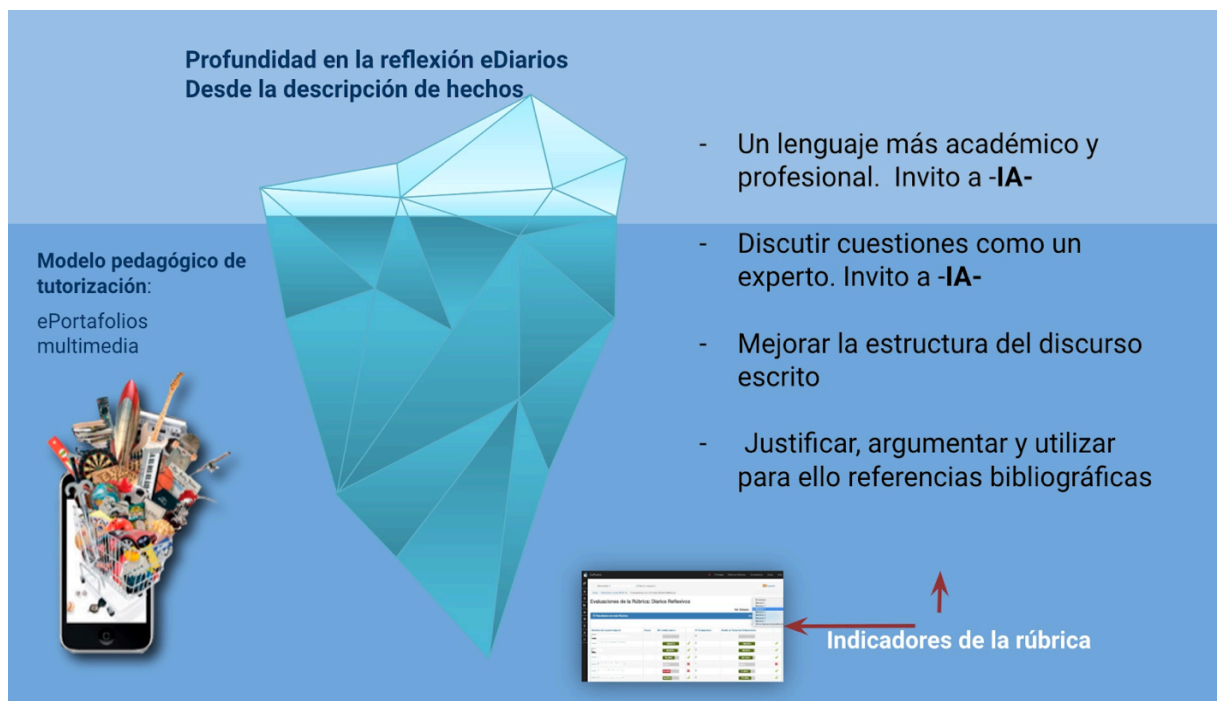 Profundidad en la reflexión eDiarios
Desde la descripción de hechos
- Un lenguaje más académico y
profesional. Invito a -IA-
- Discutir cuestiones como un
experto. Invito a -IA-
- Mejorar la estructura del discurso
escrito
- Justificar, argumentar y utilizar
para ello referencias bibliográficas
Modelo pedagógico de
tutorización:
ePortafolios
multimedia
Evaluaciones de la Rúbrica: Diarios Reflexivos
Indicadores de la rúbrica